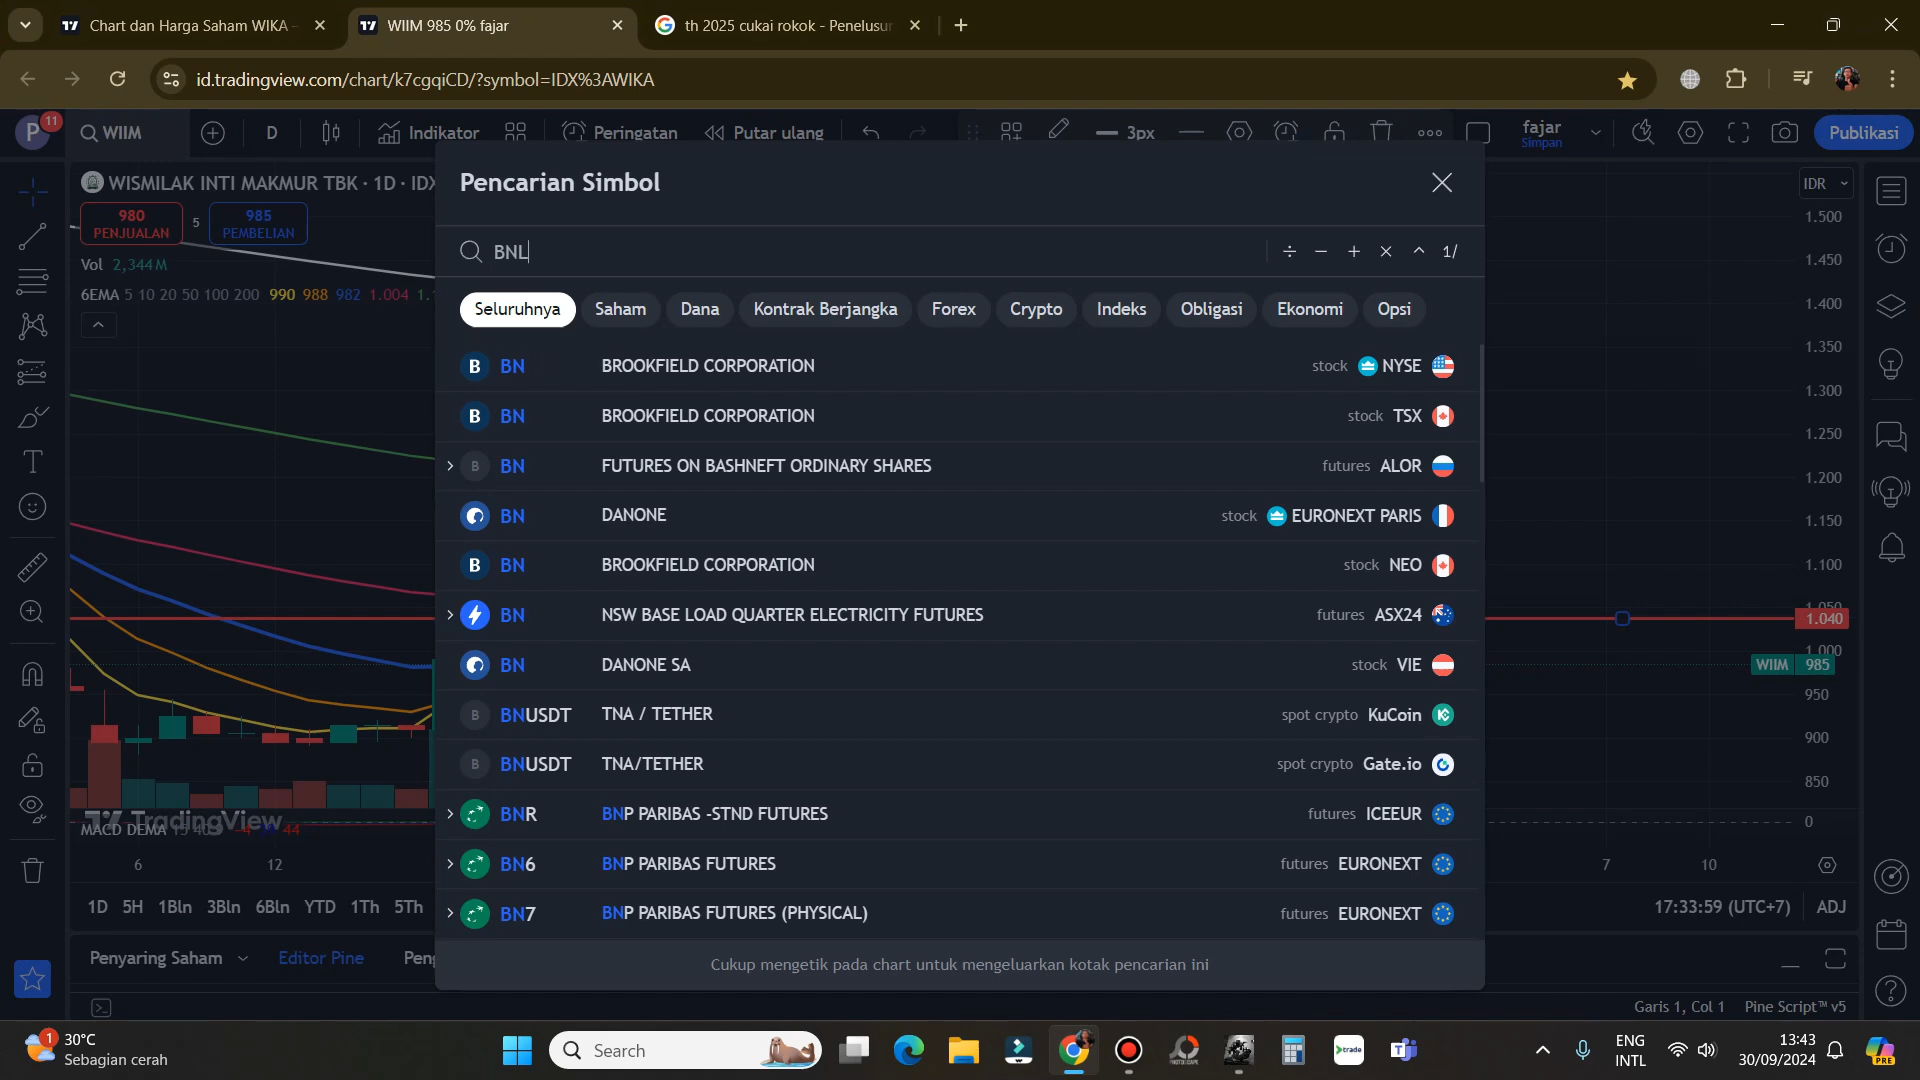 Chart dan Harga Saham WIKA –
WIIM 985 0% fajar
th 2025 cukai rokok - Penelusur
id.tradingview.com/chart/k7cgqiCD/?symbol=IDX%3AWIKA
P
11
WIIM
D
Indikator
Peringatan
Putar ulang
3px
fajar
Simpan
Publikasi
WISMILAK INTI MAKMUR TBK · 1D · IDX
980
PENJUALAN
5
985
PEMBELIAN
Vol 2,344 M
6EMA 5 10 20 50 100 200 990 988 982 1.004
Pencarian Simbol
BNL
1/
Seluruhnya Saham Dana Kontrak Berjangka Forex Crypto Indeks Obligasi Ekonomi Opsi
B BN BROOKFIELD CORPORATION stock NYSE
B BN BROOKFIELD CORPORATION stock TSX
B BN FUTURES ON BASHNEFT ORDINARY SHARES futures ALOR
BN DANONE stock EURONEXT PARIS
B BN BROOKFIELD CORPORATION stock NEO
BN NSW BASE LOAD QUARTER ELECTRICITY FUTURES futures ASX24
BN DANONE SA stock VIE
B BNUSDT TNA / TETHER spot crypto KuCoin
B BNUSDT TNA/TETHER spot crypto Gate.io
BNR BNP PARIBAS -STND FUTURES futures ICEEUR
BN6 BNP PARIBAS FUTURES futures EURONEXT
BN7 BNP PARIBAS FUTURES (PHYSICAL) futures EURONEXT
Cukup mengetik pada chart untuk mengeluarkan kotak pencarian ini
IDR
1.500
1.450
1.400
1.350
1.300
1.250
1.200
1.150
1.100
1.050
1.040
1.000
WIIM 985
950
900
850
0
TradingView
MACD DEMA
44
6 12
7 10
1D 5H 1Bln 3Bln 6Bln YTD 1Th 5Th
17:33:59 (UTC+7) ADJ
Penyaring Saham Editor Pine Peng
Garis 1, Col 1 Pine Script™ v5
1
30°C
Sebagian cerah
Search
trade
ENG
INTL
13:43
30/09/2024
PRE